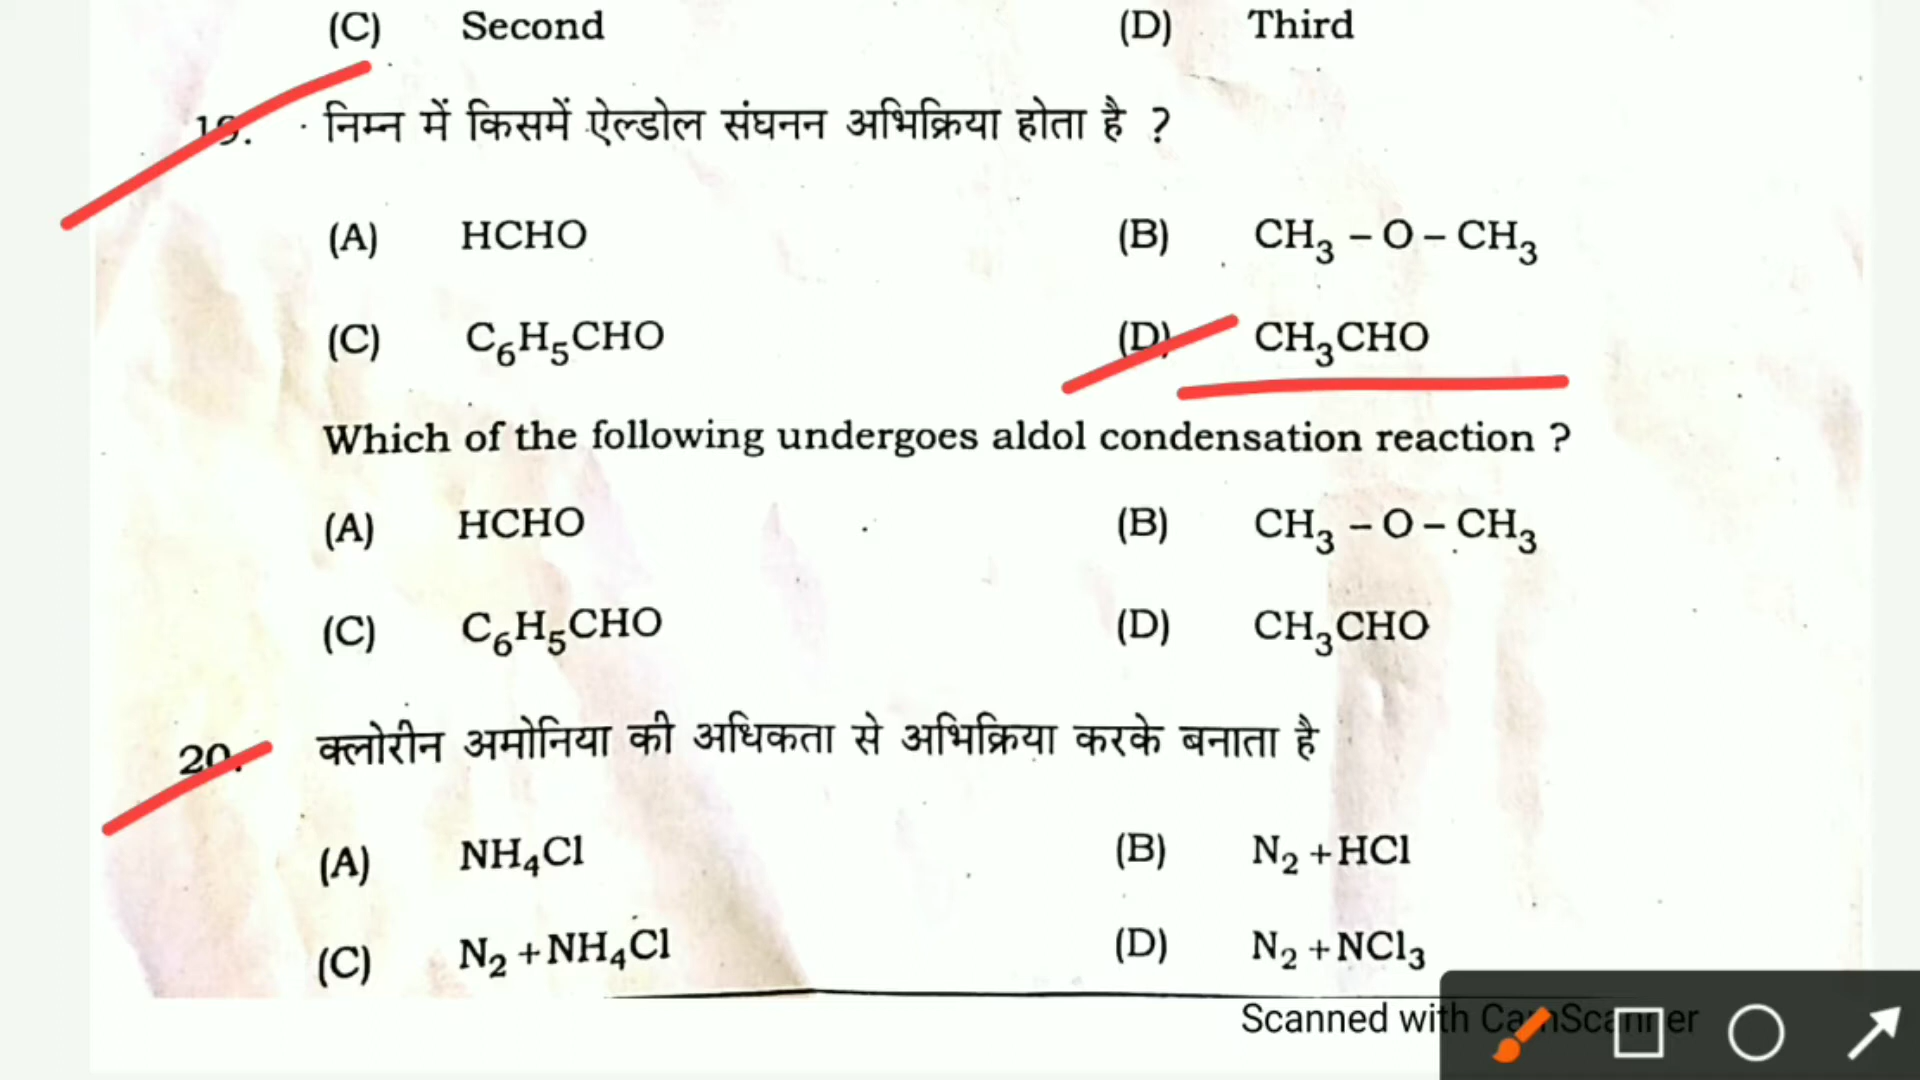 (C) Second (D) Third
19. निम्न में किसमें ऐल्डोल संघनन अभिक्रिया होता है ?
(A) HCHO (B) CH₃ – O – CH₃
(C) C₆H₅CHO (D) CH₃CHO
Which of the following undergoes aldol condensation reaction ?
(A) HCHO (B) CH₃ – O – CH₃
(C) C₆H₅CHO (D) CH₃CHO
20. क्लोरीन अमोनिया की अधिकता से अभिक्रिया करके बनाता है
(A) NH₄Cl (B) N₂ + HCl
(C) N₂ + NH₄Cl (D) N₂ + NCl₃
Scanned with CamScanner